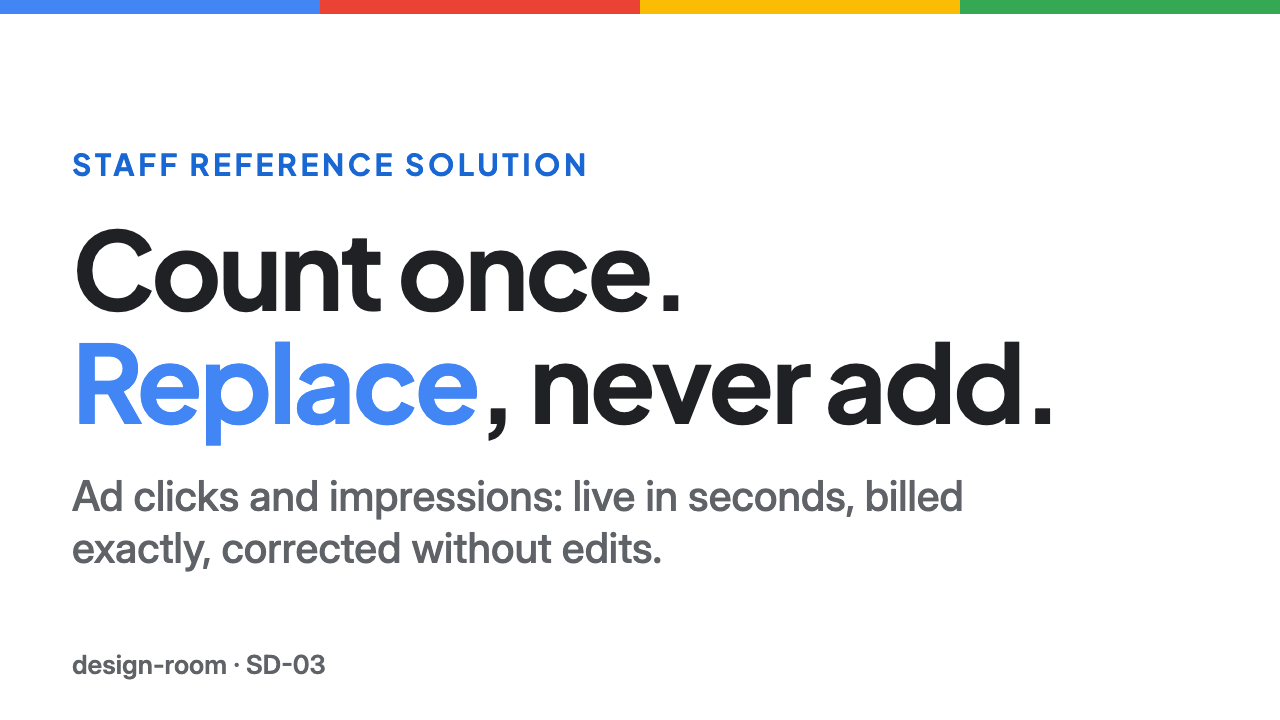 STAFF REFERENCE SOLUTION
Count once.
Replace, never add.
Ad clicks and impressions: live in seconds, billed
exactly, corrected without edits.
design-room · SD-03